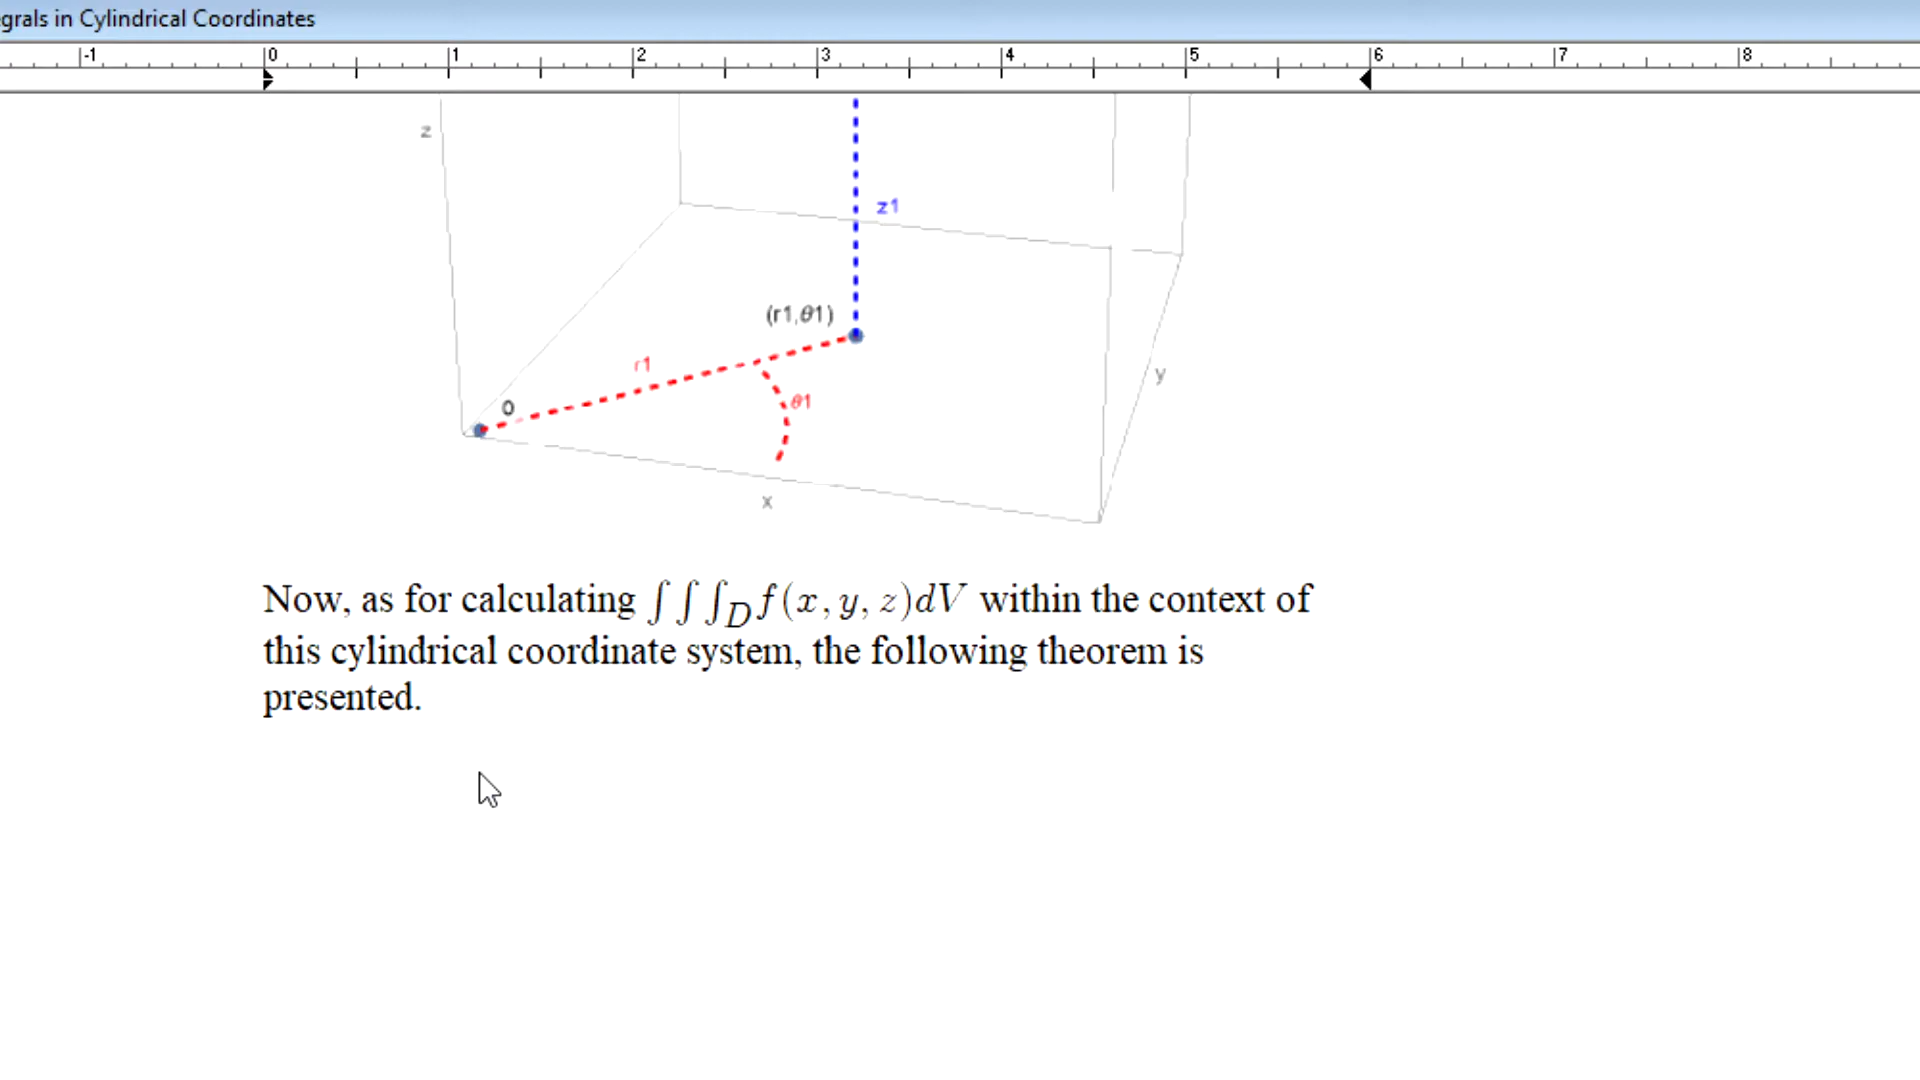 grals in Cylindrical Coordinates
-1 0 1 2 3 4 5 6 7 8
z
z1
(r1,θ1)
r1
y
θ1
0
x
Now, as for calculating ∫ ∫ ∫_D f(x, y, z)dV within the context of
this cylindrical coordinate system, the following theorem is
presented.